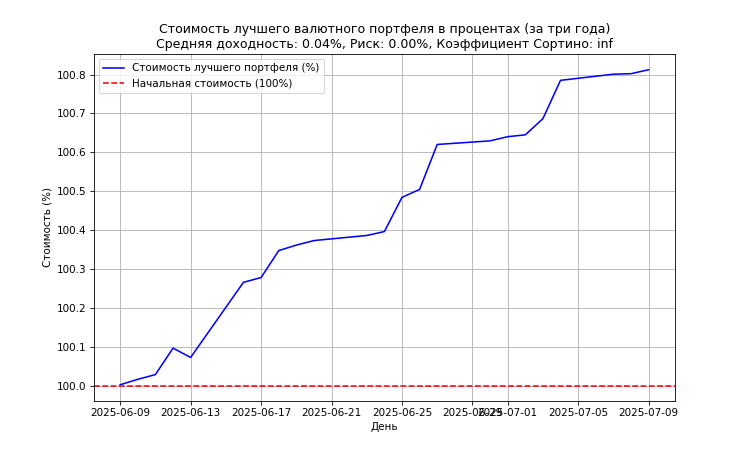 Стоимость лучшего валютного портфеля в процентах (за три года)
Средняя доходность: 0.04%, Риск: 0.00%, Коэффициент Сортино: inf
Стоимость лучшего портфеля (%)
Начальная стоимость (100%)
Стоимость (%)
100.8
100.7
100.6
100.5
100.4
100.3
100.2
100.1
100.0
2025-06-09 2025-06-13 2025-06-17 2025-06-21 2025-06-25 2025-06-29 2025-07-01 2025-07-05 2025-07-09
День